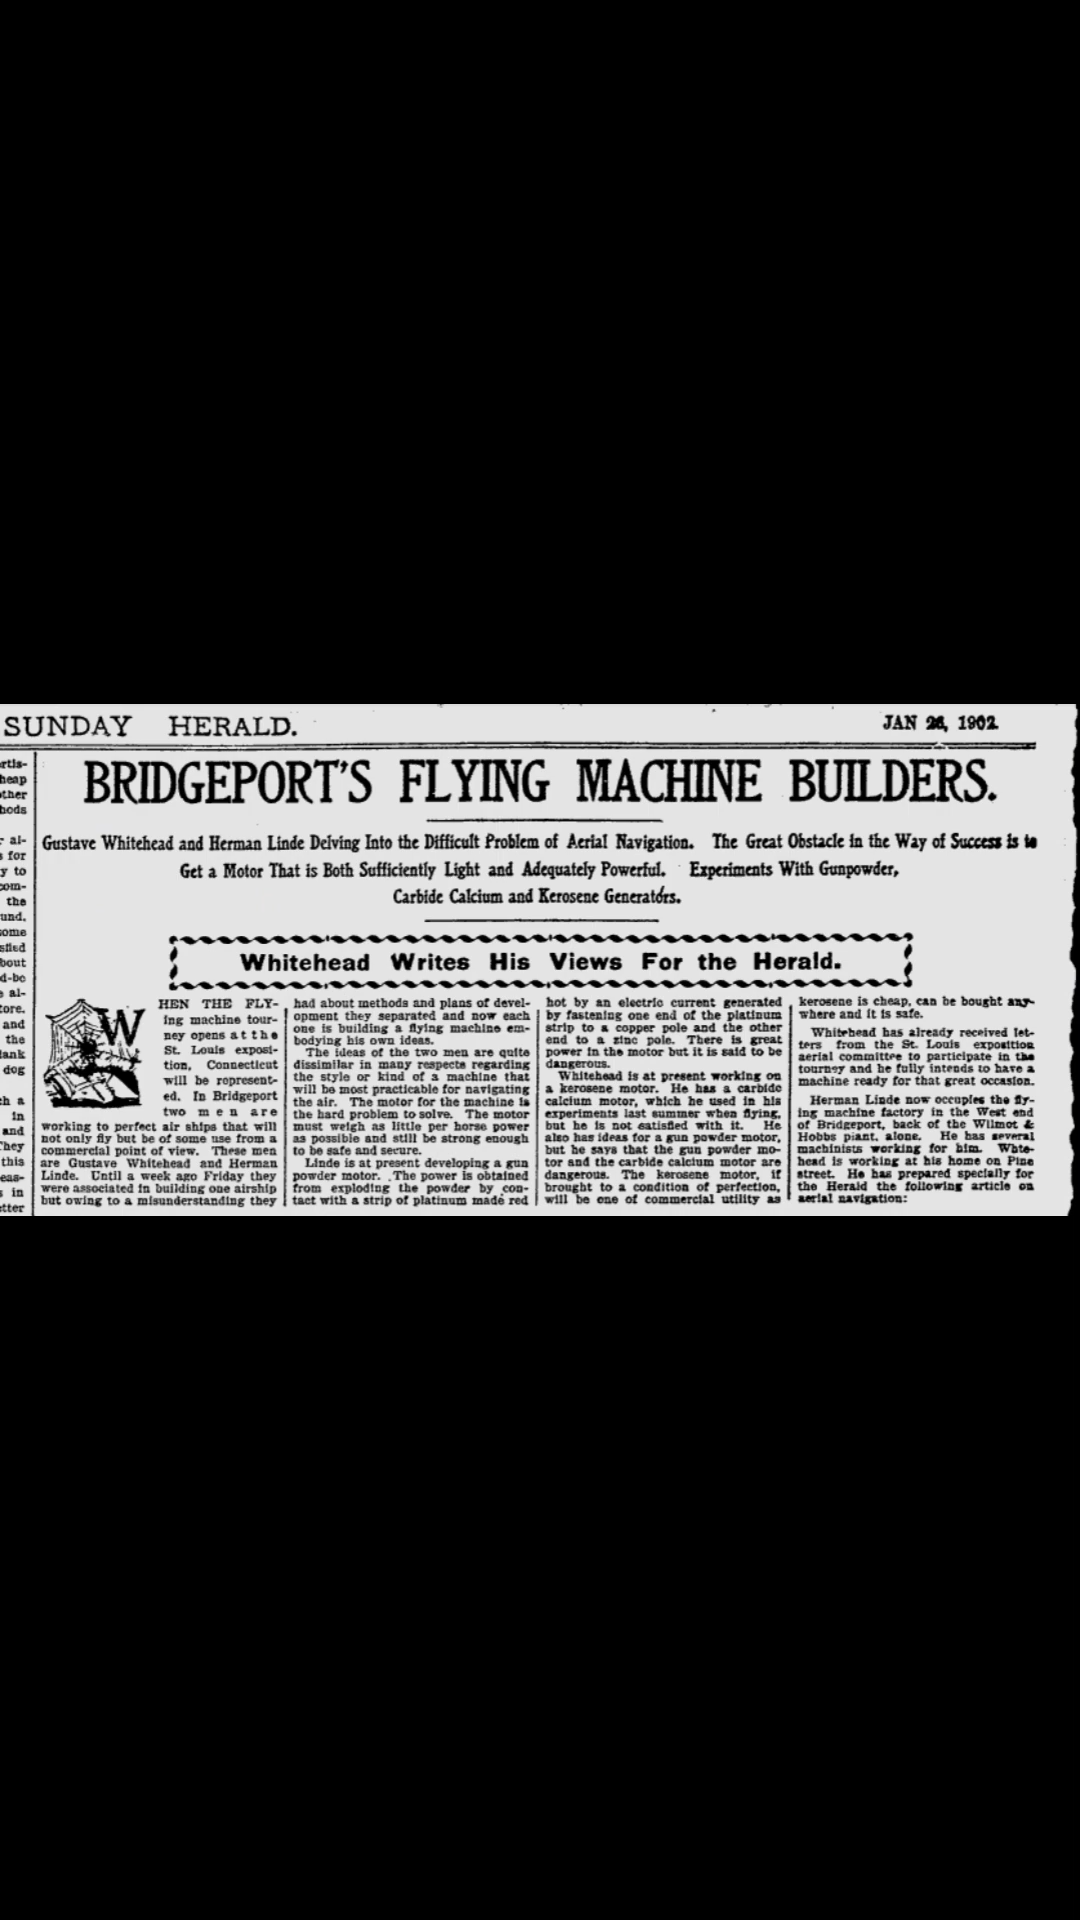 SUNDAY HERALD.
JAN 26, 1902
BRIDGEPORT'S FLYING MACHINE BUILDERS.
Gustave Whitehead and Herman Linde Delving Into the Difficult Problem of Aerial Navigation. The Great Obstacle in the Way of Success is to
Get a Motor That is Both Sufficiently Light and Adequately Powerful. Experiments With Gunpowder,
Carbide Calcium and Kerosene Generators.
Whitehead Writes His Views For the Herald.
WHEN THE FLY-
ing machine tour-
ney opens at the
St. Louis exposi-
tion, Connecticut
will be represent-
ed. In Bridgeport
two men are
working to perfect air ships that will
not only fly but be of some use from a
commercial point of view. These men
are Gustave Whitehead and Herman
Linde. Until a week ago Friday they
were associated in building one airship
but owing to a misunderstanding they
had about methods and plans of devel-
opment they separated and now each
one is building a flying machine em-
bodying his own ideas.
The ideas of the two men are quite
dissimilar in many respects regarding
the style or kind of a machine that
will be most practicable for navigating
the air. The motor for the machine is
the hard problem to solve. The motor
must weigh as little per horse power
as possible and still be strong enough
to be safe and secure.
Linde is at present developing a gun
powder motor. The power is obtained
from exploding the powder by con-
tact with a strip of platinum made red
hot by an electric current generated
by fastening one end of the platinum
strip to a copper pole and the other
end to a zinc pole. There is great
power in the motor but it is said to be
dangerous.
Whitehead is at present working on
a kerosene motor. He has a carbide
calcium motor, which he used in his
experiments last summer when flying,
but he is not satisfied with it. He
also has ideas for a gun powder motor,
but he says that the gun powder mo-
tor and the carbide calcium motor are
dangerous. The kerosene motor, if
brought to a condition of perfection,
will be one of commercial utility as
kerosene is cheap, can be bought any-
where and it is safe.
Whitehead has already received let-
ters from the St. Louis exposition
aerial committee to participate in the
tourney and he fully intends to have a
machine ready for that great occasion.
Herman Linde now occupies the fly-
ing machine factory in the West end
of Bridgeport, back of the Wilmot &
Hobbs plant, alone. He has several
machinists working for him. White-
head is working at his home on Pine
street. He has prepared specially for
the Herald the following article on
aerial navigation: